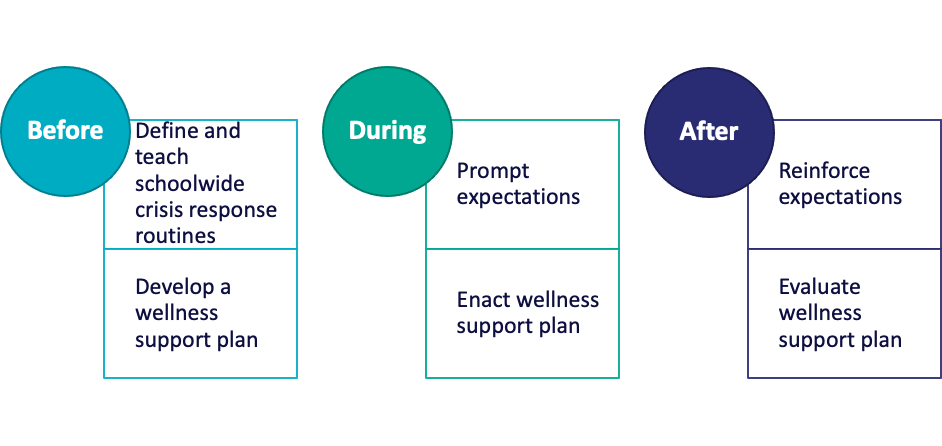 Before
Define and
teach
schoolwide
crisis response
routines
Develop a
wellness
support plan
During
Prompt
expectations
Enact wellness
support plan
After
Reinforce
expectations
Evaluate
wellness
support plan